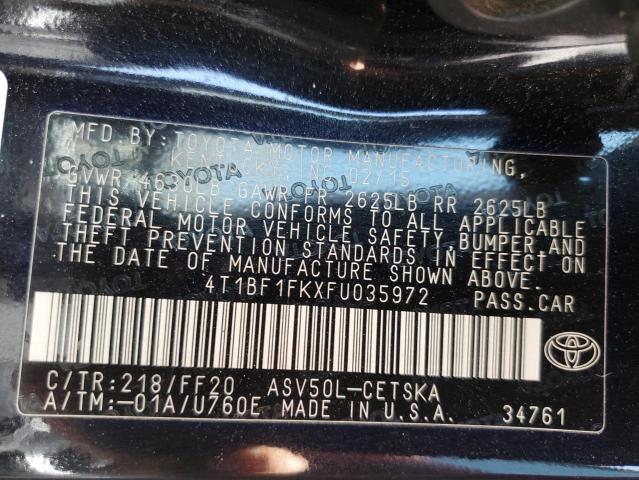 MFD BY: TOYOTA MOTOR MANUFACTURING,
KENTUCKY, INC. 02/15
GVWR 4630LB GAWR FR 2625LB RR 2625LB
THIS VEHICLE CONFORMS TO ALL APPLICABLE
FEDERAL MOTOR VEHICLE SAFETY, BUMPER AND
THEFT PREVENTION STANDARDS IN EFFECT ON
THE DATE OF MANUFACTURE SHOWN ABOVE.
4T1BF1FKXFU035972 PASS.CAR
C/TR:218/FF20 ASV50L-CETSKA
A/TM:-01A/U760E MADE IN U.S.A. 34761